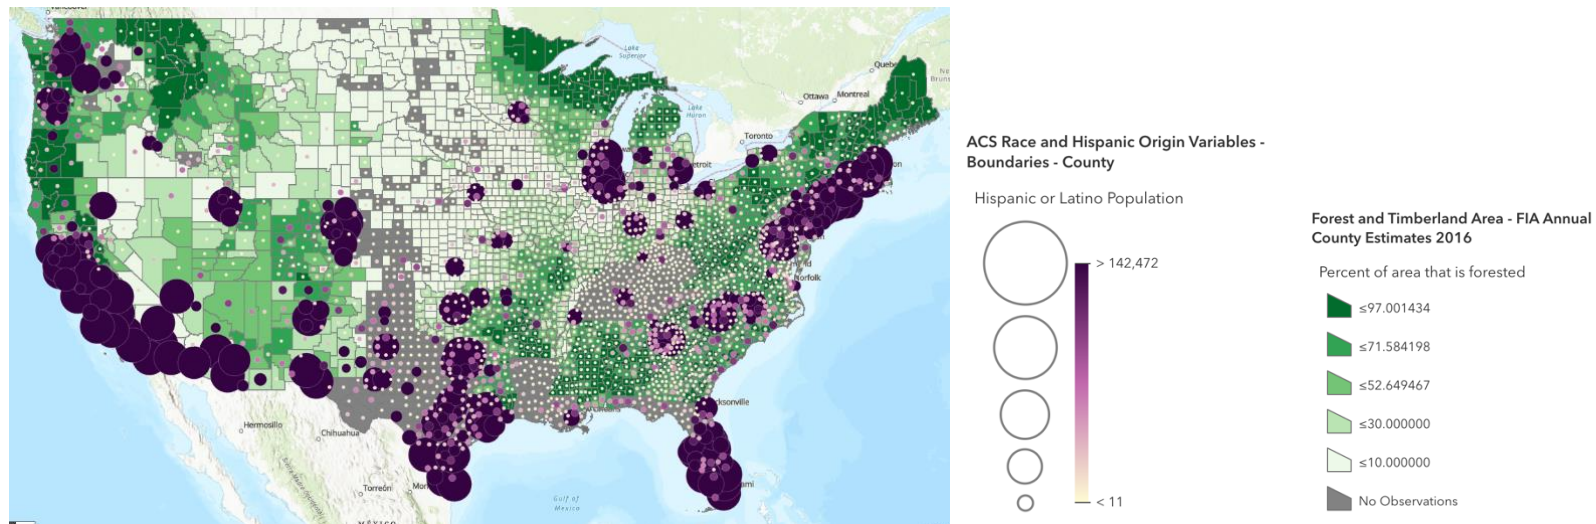 Lake
Superior
Quebec
Ottawa
Montreal
Lake
Huron
Toronto
Norfolk
Hermosillo
Chihuahua
Torreón
Gulf of
Mexico
ACS Race and Hispanic Origin Variables -
Boundaries - County
Hispanic or Latino Population
> 142,472
< 11
Forest and Timberland Area - FIA Annual
County Estimates 2016
Percent of area that is forested
≤97.001434
≤71.584198
≤52.649467
≤30.000000
≤10.000000
No Observations